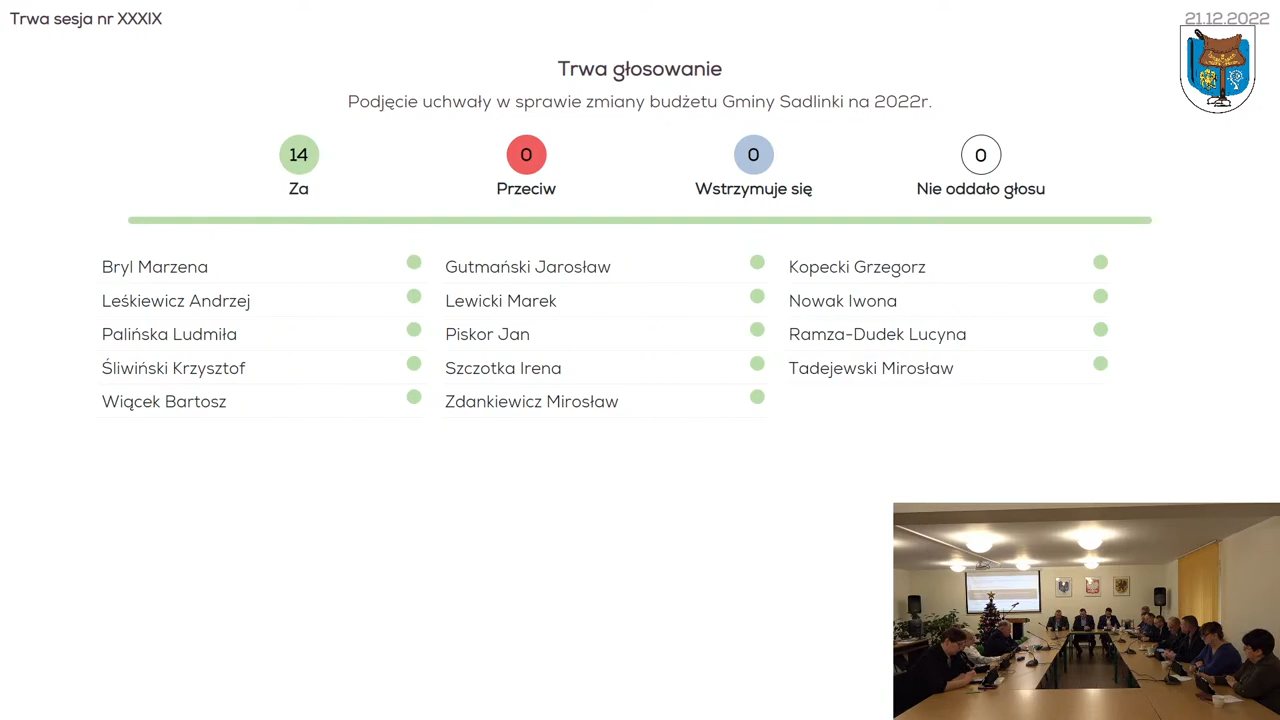 Trwa sesja nr XXXIX
21.12.2022
Trwa głosowanie
Podjęcie uchwały w sprawie zmiany budżetu Gminy Sadlinki na 2022r.
14 0 0 0
Za Przeciw Wstrzymuje się Nie oddało głosu
Bryl Marzena Gutmański Jarosław Kopecki Grzegorz
Leśkiewicz Andrzej Lewicki Marek Nowak Iwona
Palińska Ludmiła Piskor Jan Ramza-Dudek Lucyna
Śliwiński Krzysztof Szczotka Irena Tadejewski Mirosław
Wiącek Bartosz Zdankiewicz Mirosław